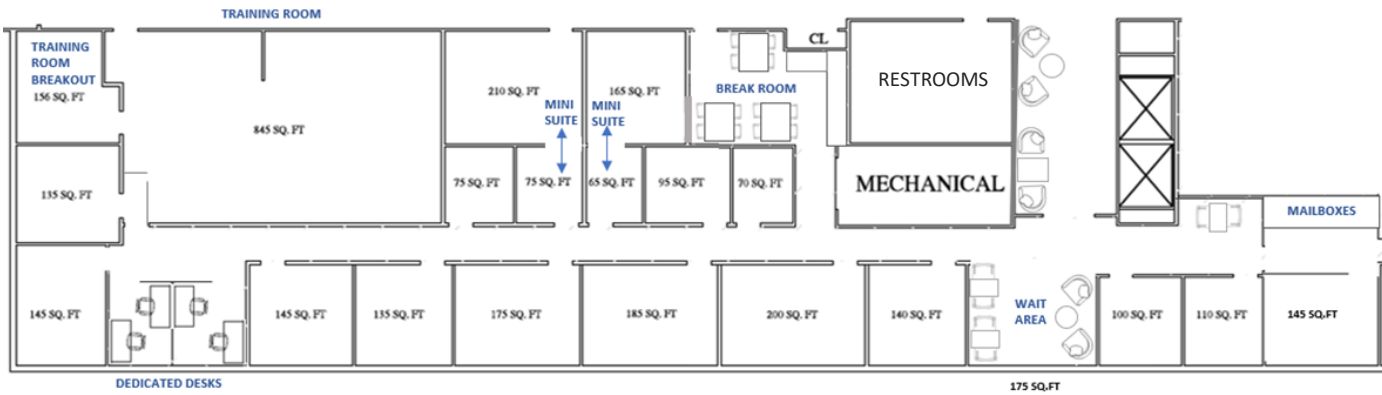 TRAINING ROOM
CL
TRAINING
ROOM
BREAKOUT
156 SQ. FT
845 SQ. FT
210 SQ. FT
165 SQ. FT
MINI
SUITE
MINI
SUITE
BREAK ROOM
RESTROOMS
135 SQ. FT
75 SQ. FT
75 SQ. FT
65 SQ. FT
95 SQ. FT
70 SQ. FT
MECHANICAL
MAILBOXES
145 SQ. FT
145 SQ. FT
135 SQ. FT
175 SQ. FT
185 SQ. FT
200 SQ. FT
140 SQ. FT
WAIT
AREA
100 SQ. FT
110 SQ. FT
145 SQ.FT
DEDICATED DESKS
175 SQ.FT